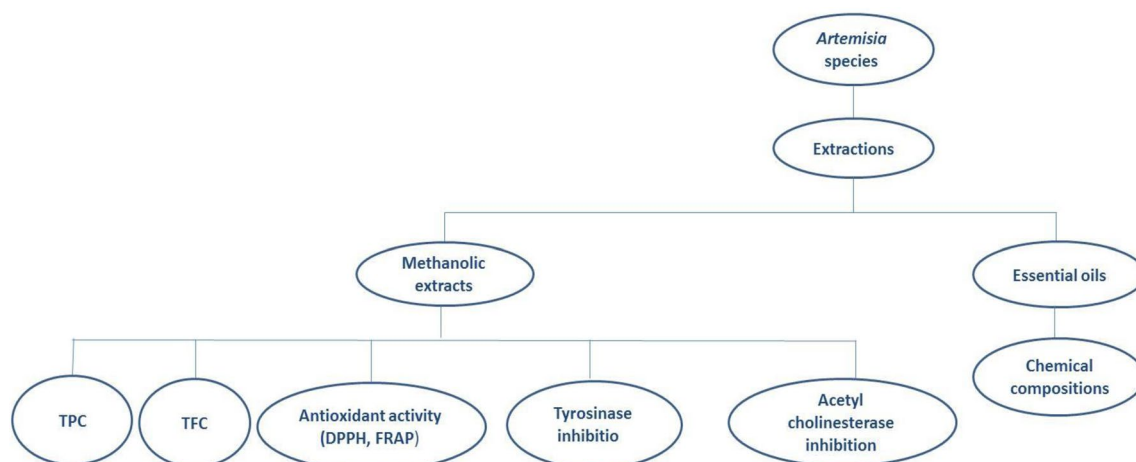 Artemisia
species
Extractions
Methanolic
extracts
Essential oils
TPC
TFC
Antioxidant activity
(DPPH, FRAP)
Tyrosinase
inhibitio
Acetyl
cholinesterase
inhibition
Chemical
compositions